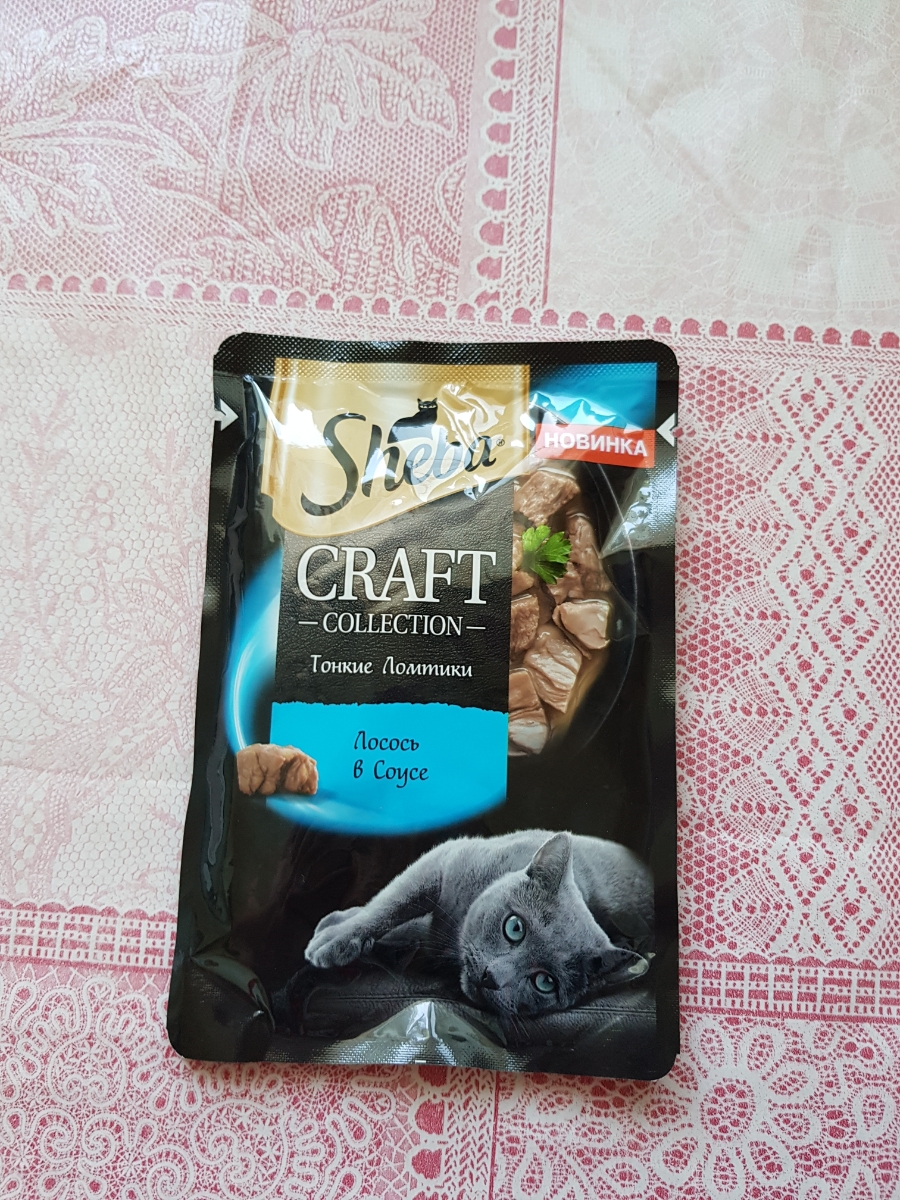 Sheba®
НОВИНКА
CRAFT
— COLLECTION —
Тонкие Ломтики
Лосось
в Соусе